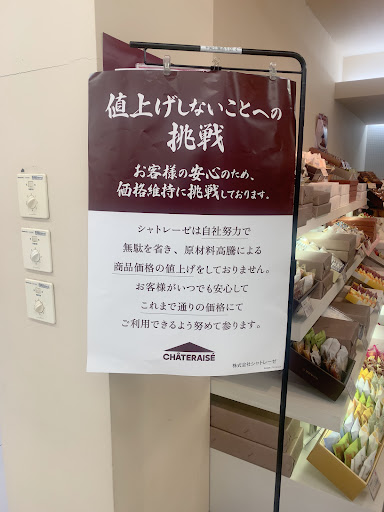 値上げしないことへの
挑戦
お客様の安心のため、
価格維持に挑戦しております。
シャトレーゼは自社努力で
無駄を省き、原材料高騰による
商品価格の値上げをしておりません。
お客様がいつでも安心して
これまで通りの価格にて
ご利用できるよう努めて参ります。
CHÂTERAISÉ
株式会社シャトレーゼ